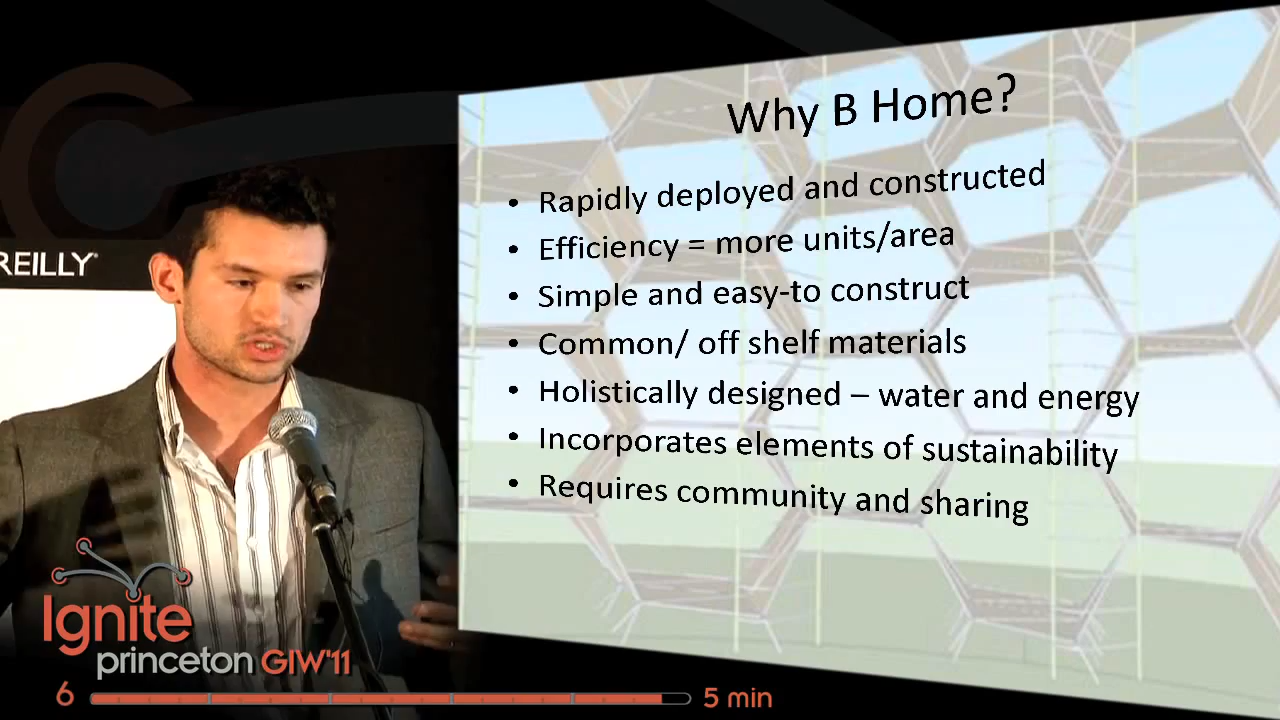 REILLY®
Why B Home?
• Rapidly deployed and constructed
• Efficiency = more units/area
• Simple and easy-to construct
• Common/ off shelf materials
• Holistically designed – water and energy
• Incorporates elements of sustainability
• Requires community and sharing
Ignite
princeton GIW'11
6 5 min